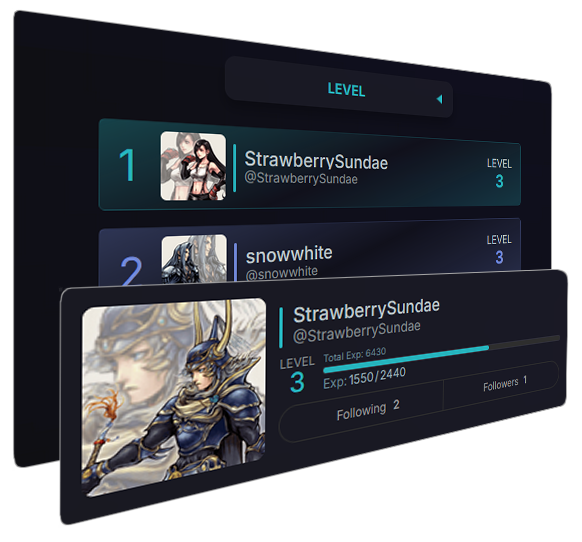 LEVEL
1
StrawberrySundae
@StrawberrySundae
LEVEL
3
2
snowwhite
@snowwhite
LEVEL
3
StrawberrySundae
@StrawberrySundae
LEVEL
3
Total Exp: 6430
Exp: 1550/2440
Following 2
Followers 1